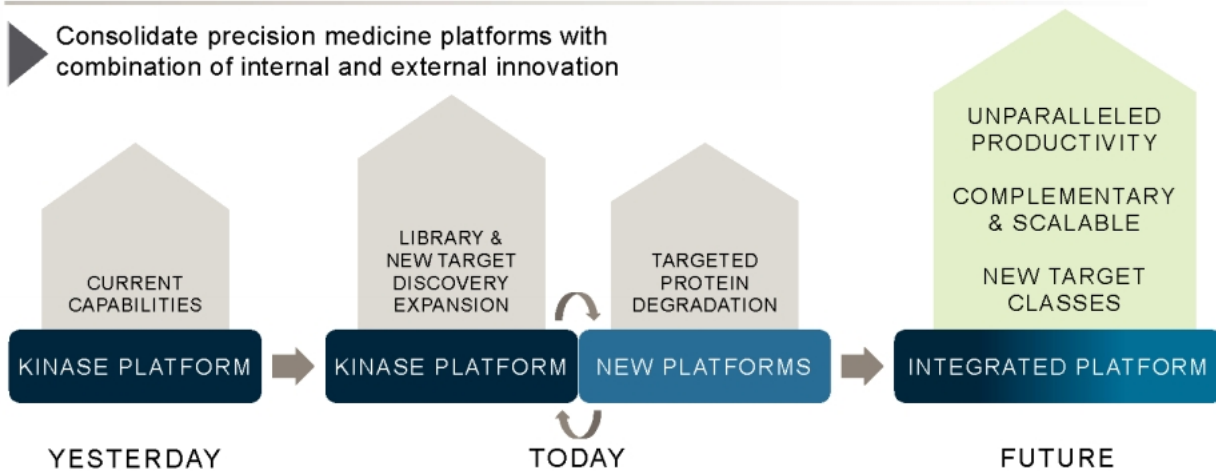 Consolidate precision medicine platforms with
combination of internal and external innovation
CURRENT
CAPABILITIES
KINASE PLATFORM
YESTERDAY
LIBRARY &
NEW TARGET
DISCOVERY
EXPANSION
KINASE PLATFORM
TARGETED
PROTEIN
DEGRADATION
NEW PLATFORMS
TODAY
UNPARALLELED
PRODUCTIVITY
COMPLEMENTARY
& SCALABLE
NEW TARGET
CLASSES
INTEGRATED PLATFORM
FUTURE